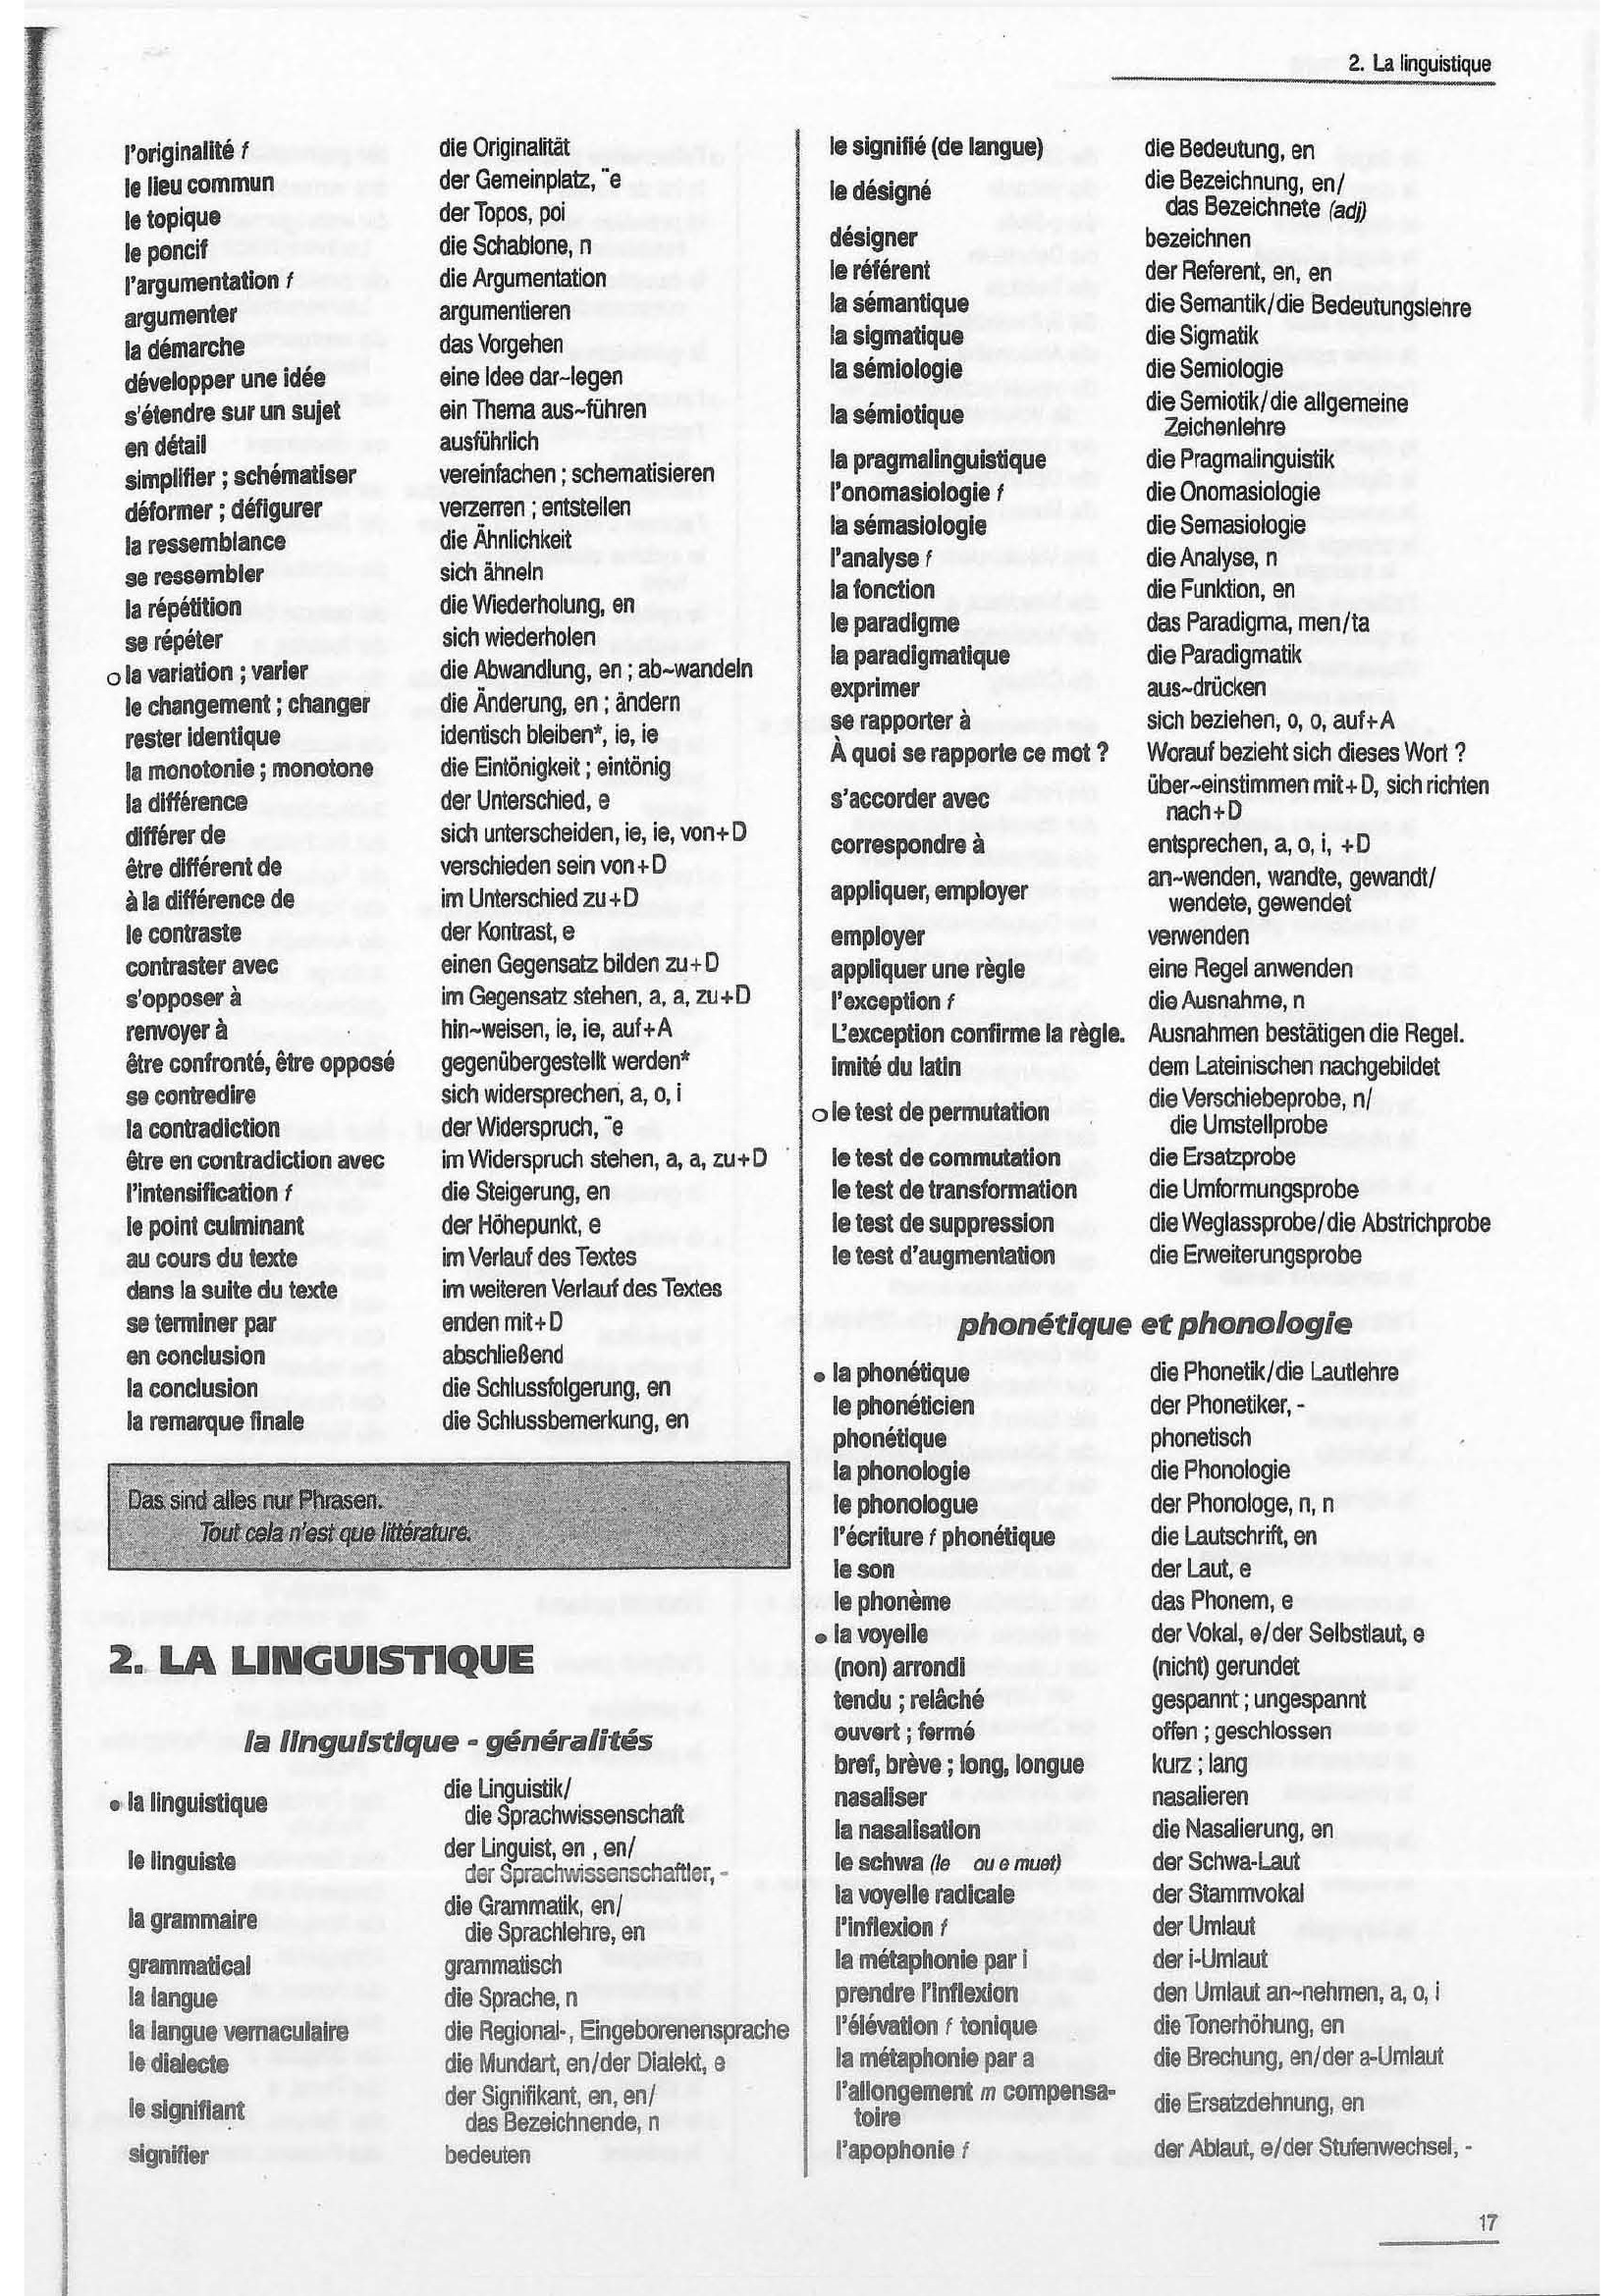 2. La linguistique
l'originalité f die Originalität
le lieu commun der Gemeinplatz, ¨e
le topique der Topos, poi
le poncif die Schablone, n
l'argumentation f die Argumentation
argumenter argumentieren
la démarche das Vorgehen
développer une idée eine Idee dar~legen
s'étendre sur un sujet ein Thema aus~führen
en détail ausführlich
simplifier ; schématiser vereinfachen ; schematisieren
déformer ; défigurer verzerren ; entstellen
la ressemblance die Ähnlichkeit
se ressembler sich ähneln
la répétition die Wiederholung, en
se répéter sich wiederholen
o la variation ; varier die Abwandlung, en ; ab~wandeln
le changement ; changer die Änderung, en ; ändern
rester identique identisch bleiben*, ie, ie
la monotonie ; monotone die Eintönigkeit ; eintönig
la différence der Unterschied, e
différer de sich unterscheiden, ie, ie, von+D
être différent de verschieden sein von+D
à la différence de im Unterschied zu+D
le contraste der Kontrast, e
contraster avec einen Gegensatz bilden zu+D
s'opposer à im Gegensatz stehen, a, a, zu+D
renvoyer à hin~weisen, ie, ie, auf+A
être confronté, être opposé gegenübergestellt werden*
se contredire sich widersprechen, a, o, i
la contradiction der Widerspruch, ¨e
être en contradiction avec im Widerspruch stehen, a, a, zu+D
l'intensification f die Steigerung, en
le point culminant der Höhepunkt, e
au cours du texte im Verlauf des Textes
dans la suite du texte im weiteren Verlauf des Textes
se terminer par enden mit+D
en conclusion abschließend
la conclusion die Schlussfolgerung, en
la remarque finale die Schlussbemerkung, en
Das sind alles nur Phrasen.
Tout cela n'est que littérature.
2. LA LINGUISTIQUE
la linguistique - généralités
• la linguistique die Linguistik/
die Sprachwissenschaft
le linguiste der Linguist, en , en/
der Sprachwissenschaftler, -
la grammaire die Grammatik, en/
die Sprachlehre, en
grammatical grammatisch
la langue die Sprache, n
la langue vernaculaire die Regional-, Eingeborenensprache
le dialecte die Mundart, en/der Dialekt, e
le signifiant der Signifikant, en, en/
das Bezeichnende, n
signifier bedeuten
le signifié (de langue) die Bedeutung, en
le désigné die Bezeichnung, en/
das Bezeichnete (adj)
désigner bezeichnen
le référent der Referent, en, en
la sémantique die Semantik/die Bedeutungslehre
la sigmatique die Sigmatik
la sémiologie die Semiologie
la sémiotique die Semiotik/die allgemeine
Zeichenlehre
la pragmalinguistique die Pragmalinguistik
l'onomasiologie f die Onomasiologie
la sémasiologie die Semasiologie
l'analyse f die Analyse, n
la fonction die Funktion, en
le paradigme das Paradigma, men/ta
la paradigmatique die Paradigmatik
exprimer aus~drücken
se rapporter à sich beziehen, o, o, auf+A
À quoi se rapporte ce mot ? Worauf bezieht sich dieses Wort ?
s'accorder avec über~einstimmen mit+D, sich richten
nach+D
correspondre à entsprechen, a, o, i, +D
appliquer, employer an~wenden, wandte, gewandt/
wendete, gewendet
employer verwenden
appliquer une règle eine Regel anwenden
l'exception f die Ausnahme, n
L'exception confirme la règle. Ausnahmen bestätigen die Regel.
imité du latin dem Lateinischen nachgebildet
o le test de permutation die Verschiebeprobe, n/
die Umstellprobe
le test de commutation die Ersatzprobe
le test de transformation die Umformungsprobe
le test de suppression die Weglassprobe/die Abstrichprobe
le test d'augmentation die Erweiterungsprobe
phonétique et phonologie
• la phonétique die Phonetik/die Lautlehre
le phonéticien der Phonetiker, -
phonétique phonetisch
la phonologie die Phonologie
le phonologue der Phonologe, n, n
l'écriture f phonétique die Lautschrift, en
le son der Laut, e
le phonème das Phonem, e
• la voyelle der Vokal, e/der Selbstlaut, e
(non) arrondi (nicht) gerundet
tendu ; relâché gespannt ; ungespannt
ouvert ; fermé offen ; geschlossen
bref, brève ; long, longue kurz ; lang
nasaliser nasalieren
la nasalisation die Nasalierung, en
le schwa (le ou e muet) der Schwa-Laut
la voyelle radicale der Stammvokal
l'inflexion f der Umlaut
la métaphonie par i der i-Umlaut
prendre l'inflexion den Umlaut an~nehmen, a, o, i
l'élévation f tonique die Tonerhöhung, en
la métaphonie par a die Brechung, en/der a-Umlaut
l'allongement m compensa-
toire die Ersatzdehnung, en
l'apophonie f der Ablaut, e/der Stufenwechsel, -
17